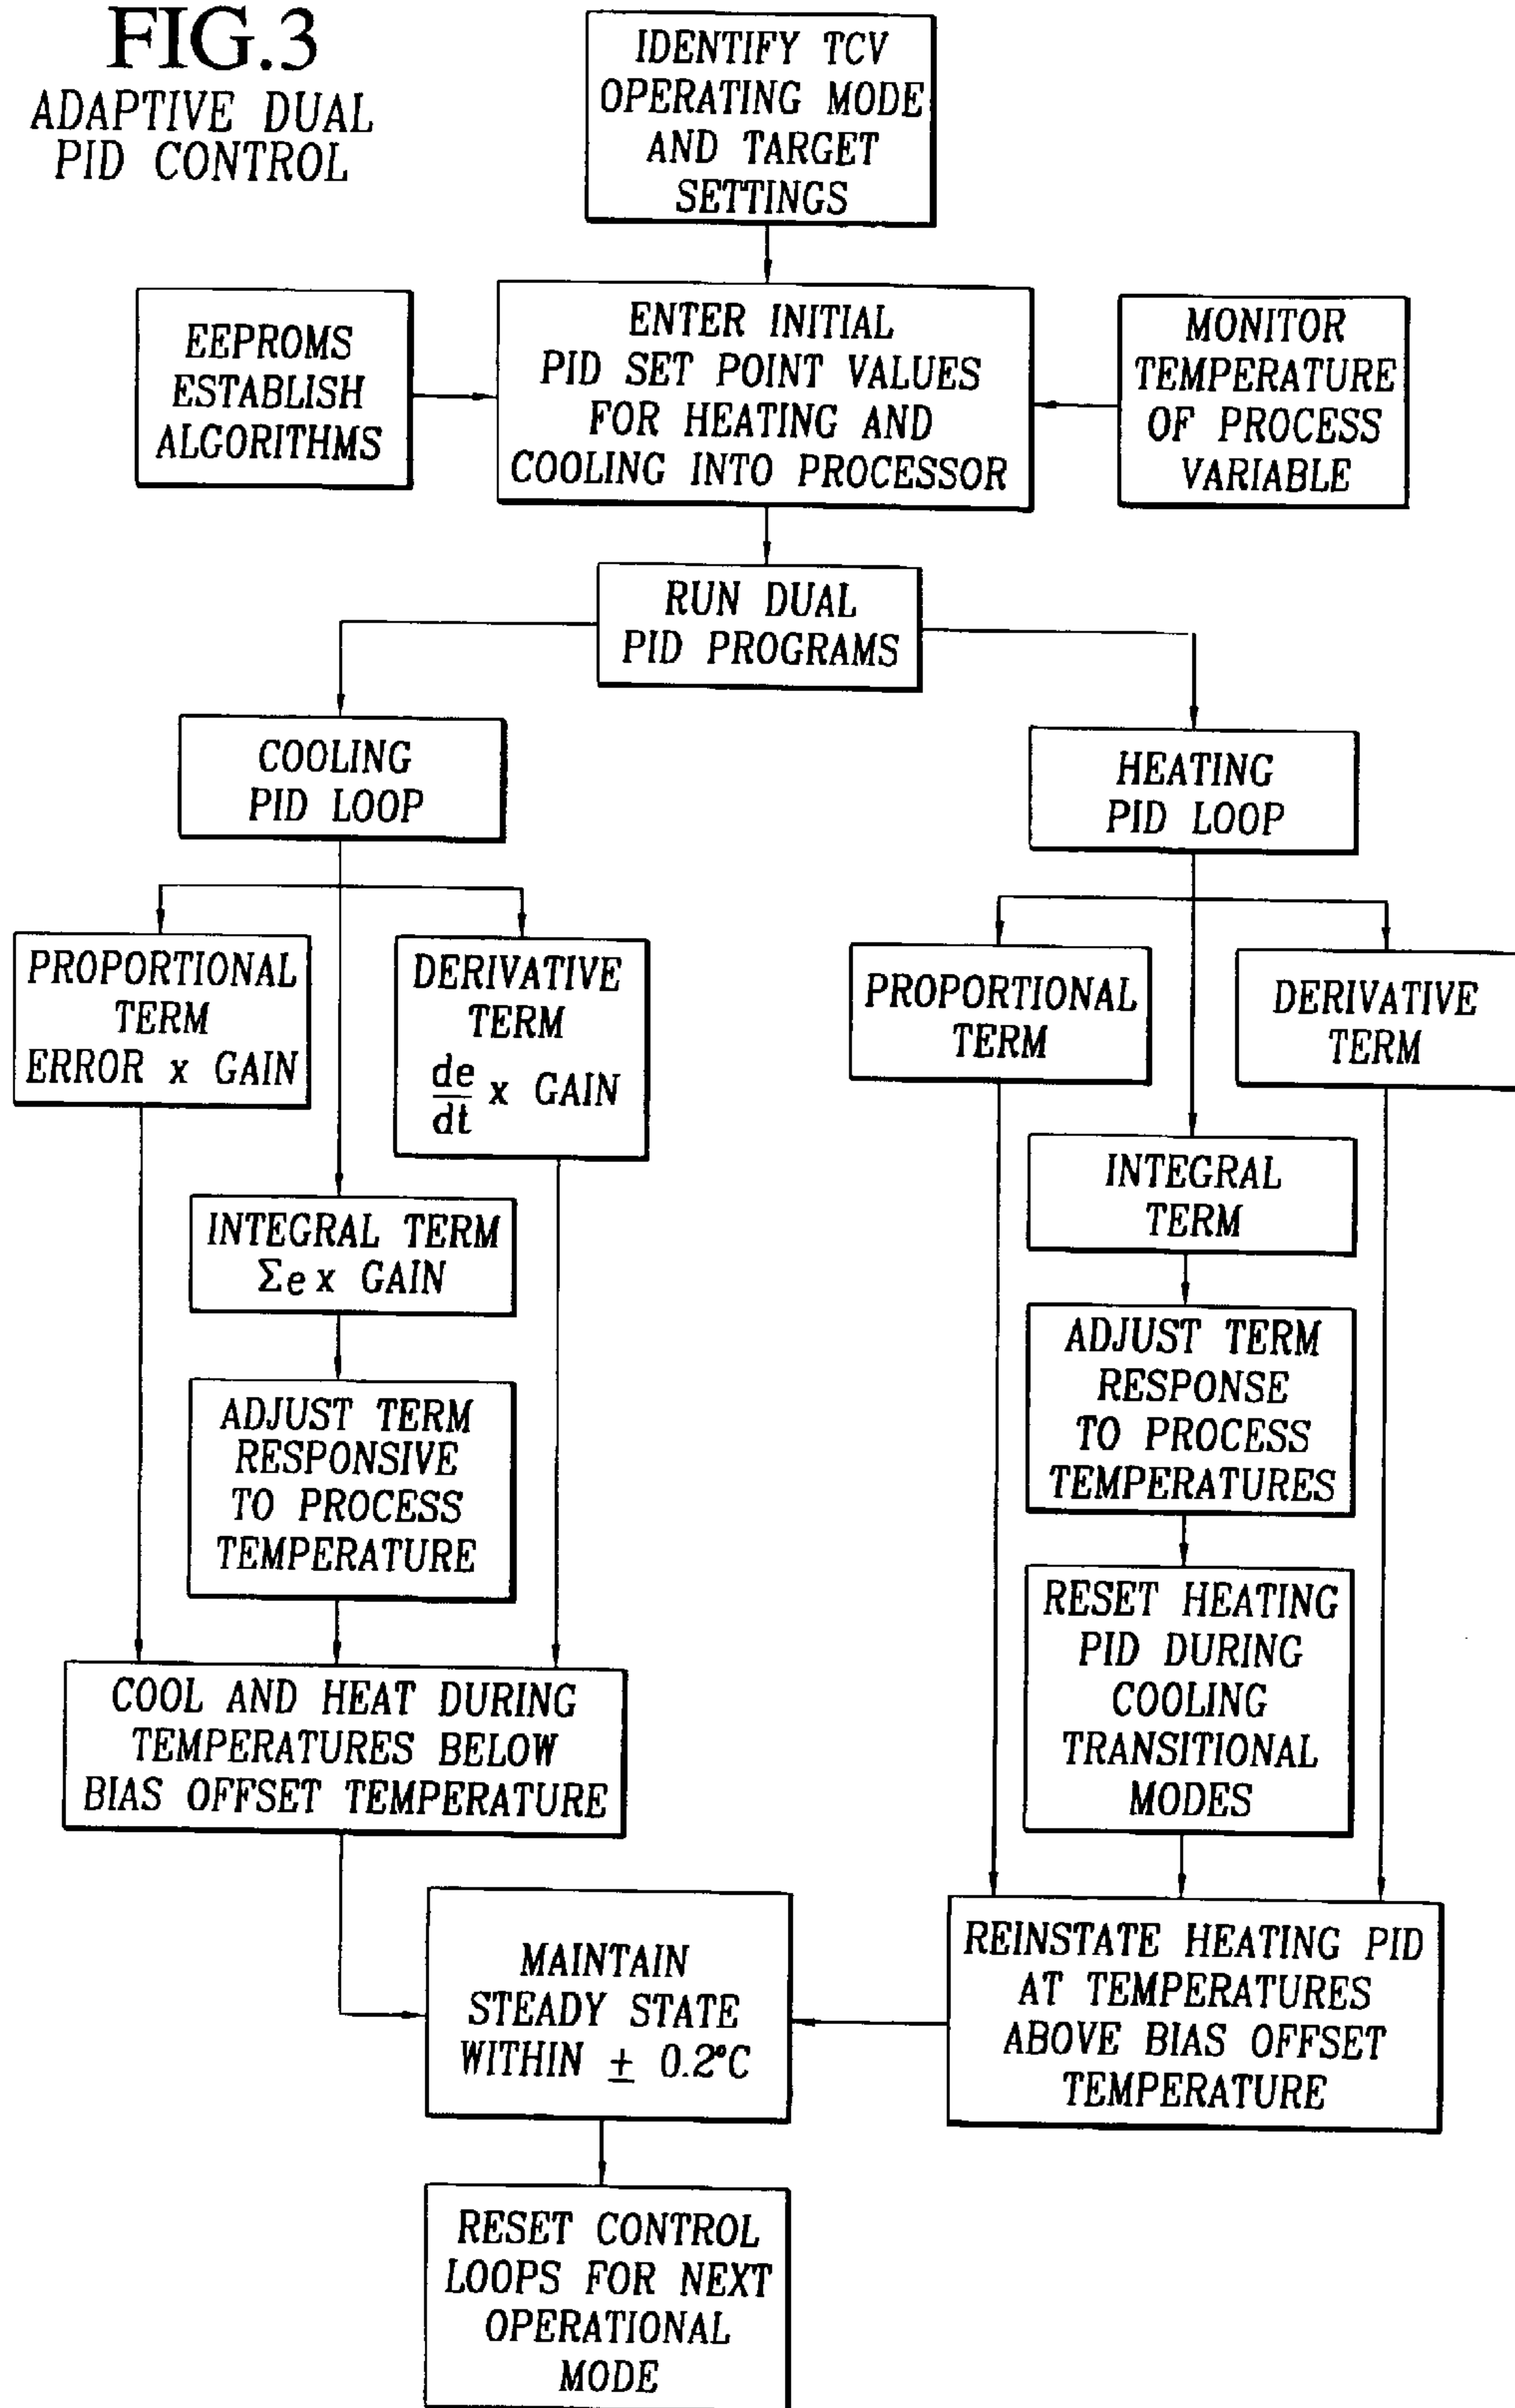 FIG.3
ADAPTIVE DUAL
PID CONTROL
IDENTIFY TCV
OPERATING MODE
AND TARGET
SETTINGS
EEPROMS
ESTABLISH
ALGORITHMS
ENTER INITIAL
PID SET POINT VALUES
FOR HEATING AND
COOLING INTO PROCESSOR
MONITOR
TEMPERATURE
OF PROCESS
VARIABLE
RUN DUAL
PID PROGRAMS
COOLING
PID LOOP
HEATING
PID LOOP
PROPORTIONAL
TERM
ERROR x GAIN
DERIVATIVE
TERM
de/dt x GAIN
PROPORTIONAL
TERM
DERIVATIVE
TERM
INTEGRAL TERM
Σe x GAIN
INTEGRAL
TERM
ADJUST TERM
RESPONSIVE
TO PROCESS
TEMPERATURE
ADJUST TERM
RESPONSE
TO PROCESS
TEMPERATURES
RESET HEATING
PID DURING
COOLING
TRANSITIONAL
MODES
COOL AND HEAT DURING
TEMPERATURES BELOW
BIAS OFFSET TEMPERATURE
MAINTAIN
STEADY STATE
WITHIN ± 0.2°C
REINSTATE HEATING PID
AT TEMPERATURES
ABOVE BIAS OFFSET
TEMPERATURE
RESET CONTROL
LOOPS FOR NEXT
OPERATIONAL
MODE